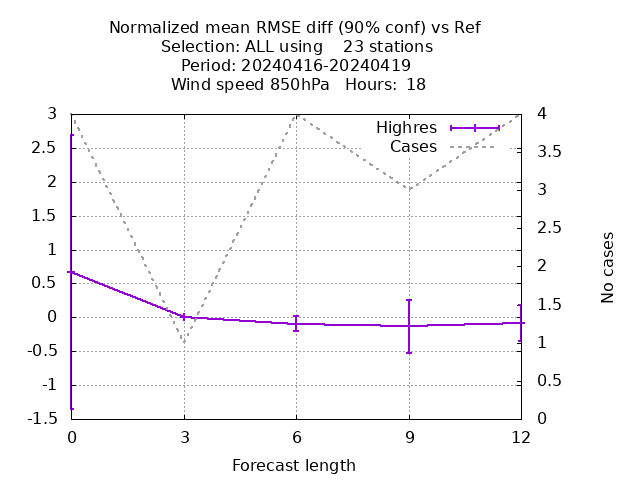 Normalized mean RMSE diff (90% conf) vs Ref
Selection: ALL using    23 stations
Period: 20240416-20240419
Wind speed 850hPa   Hours:  18
Highres
Cases
3
2.5
2
1.5
1
0.5
0
-0.5
-1
-1.5
4
3.5
3
2.5
2
1.5
1
0.5
0
No cases
0 3 6 9 12
Forecast length